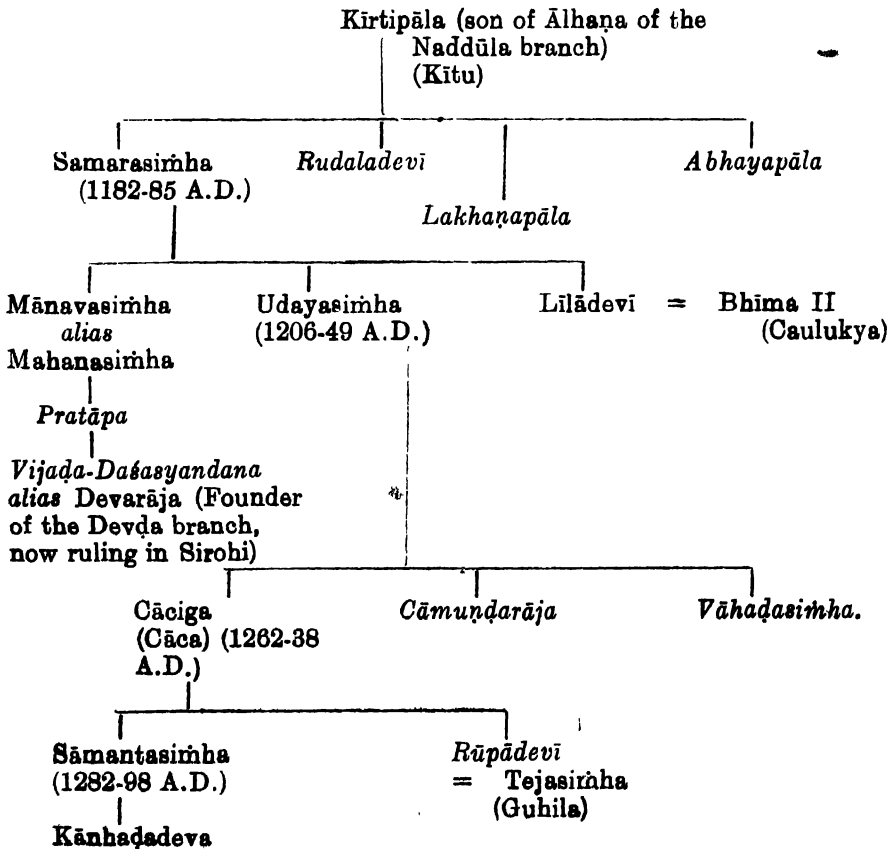 Kīrtipāla (son of Ālhaṇa of the
Naddūla branch)
(Kītu)
Samarasiṁha
(1182-85 A.D.)
Rudaladevī
Lakhaṇapāla
Abhayapāla
Mānavasiṁha
alias
Mahanasiṁha
Udayasiṁha
(1206-49 A.D.)
Līlādevī = Bhīma II
(Caulukya)
Pratāpa
Vijaḍa-Daśasyandana
alias Devarāja (Founder
of the Devḍa branch,
now ruling in Sirohi)
Cāciga
(Cāca) (1262-38
A.D.)
Cāmuṇḍarāja
Vāhaḍasiṁha.
Sāmantasiṁha
(1282-98 A.D.)
Rūpādevī
= Tejasiṁha
(Guhila)
Kānhaḍadeva